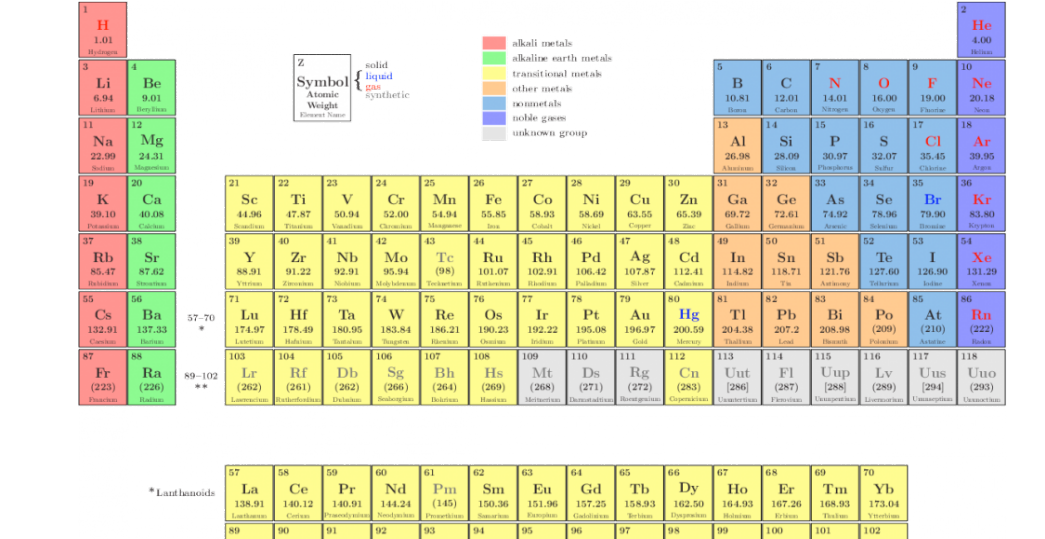 1 2
H He
1.01 4.00
Hydrogen Helium
Z
Symbol
Atomic
Weight
Element Name
solid
liquid
gas
synthetic
alkali metals
alkaline earth metals
transitional metals
other metals
nonmetals
noble gases
unknown group
3 4 5 6 7 8 9 10
Li Be B C N O F Ne
6.94 9.01 10.81 12.01 14.01 16.00 19.00 20.18
Lithium Beryllium Boron Carbon Nitrogen Oxygen Flourine Neon
11 12 13 14 15 16 17 18
Na Mg Al Si P S Cl Ar
22.99 24.31 26.98 28.09 30.97 32.07 35.45 39.95
Sodium Magnesium Aluminum Silicon Phosphorus Sulfur Chlorine Argon
19 20 21 22 23 24 25 26 27 28 29 30 31 32 33 34 35 36
K Ca Sc Ti V Cr Mn Fe Co Ni Cu Zn Ga Ge As Se Br Kr
39.10 40.08 44.96 47.87 50.94 52.00 54.94 55.85 58.93 58.69 63.55 65.39 69.72 72.61 74.92 78.96 79.90 83.80
Potassium Calcium Scandium Titanium Vanadium Chromium Manganese Iron Cobalt Nickel Copper Zinc Gallium Germanium Arsenic Selenium Bromine Krypton
37 38 39 40 41 42 43 44 45 46 47 48 49 50 51 52 53 54
Rb Sr Y Zr Nb Mo Tc Ru Rh Pd Ag Cd In Sn Sb Te I Xe
85.47 87.62 88.91 91.22 92.91 95.94 (98) 101.07 102.91 106.42 107.87 112.41 114.82 118.71 121.76 127.60 126.90 131.29
Rubidium Strontium Yttrium Zirconium Niobium Molybdenum Technetium Ruthenium Rhodium Palladium Silver Cadmium Indium Tin Antimony Tellurium Iodine Xenon
55 56 71 72 73 74 75 76 77 78 79 80 81 82 83 84 85 86
Cs Ba 57–70 Lu Hf Ta W Re Os Ir Pt Au Hg Tl Pb Bi Po At Rn
132.91 137.33 * 174.97 178.49 180.95 183.84 186.21 190.23 192.22 195.08 196.97 200.59 204.38 207.2 208.98 (209) (210) (222)
Cesium Barium Lutetium Hafnium Tantalum Tungsten Rhenium Osmium Iridium Platinum Gold Mercury Thallium Lead Bismuth Polonium Astatine Radon
87 88 103 104 105 106 107 108 109 110 111 112 113 114 115 116 117 118
Fr Ra 89–102 Lr Rf Db Sg Bh Hs Mt Ds Rg Cn Uut Fl Uup Lv Uus Uuo
(223) (226) ** (262) (261) (262) (266) (264) (269) (268) (271) (272) (283) [286] (287) [288] (289) [294] (293)
Francium Radium Lawrencium Rutherfordium Dubnium Seaborgium Bohrium Hassium Meitnerium Darmstadtium Roentgenium Copernicium Ununtrium Flerovium Ununpentium Livermorium Ununseptium Ununoctium
57 58 59 60 61 62 63 64 65 66 67 68 69 70
*Lanthanoids La Ce Pr Nd Pm Sm Eu Gd Tb Dy Ho Er Tm Yb
138.91 140.12 140.91 144.24 (145) 150.36 151.96 157.25 158.93 162.50 164.93 167.26 168.93 173.04
Lanthanum Cerium Praseodymium Neodymium Promethium Samarium Europium Gadolinium Terbium Dysprosium Holmium Erbium Thulium Ytterbium
89 90 91 92 93 94 95 96 97 98 99 100 101 102